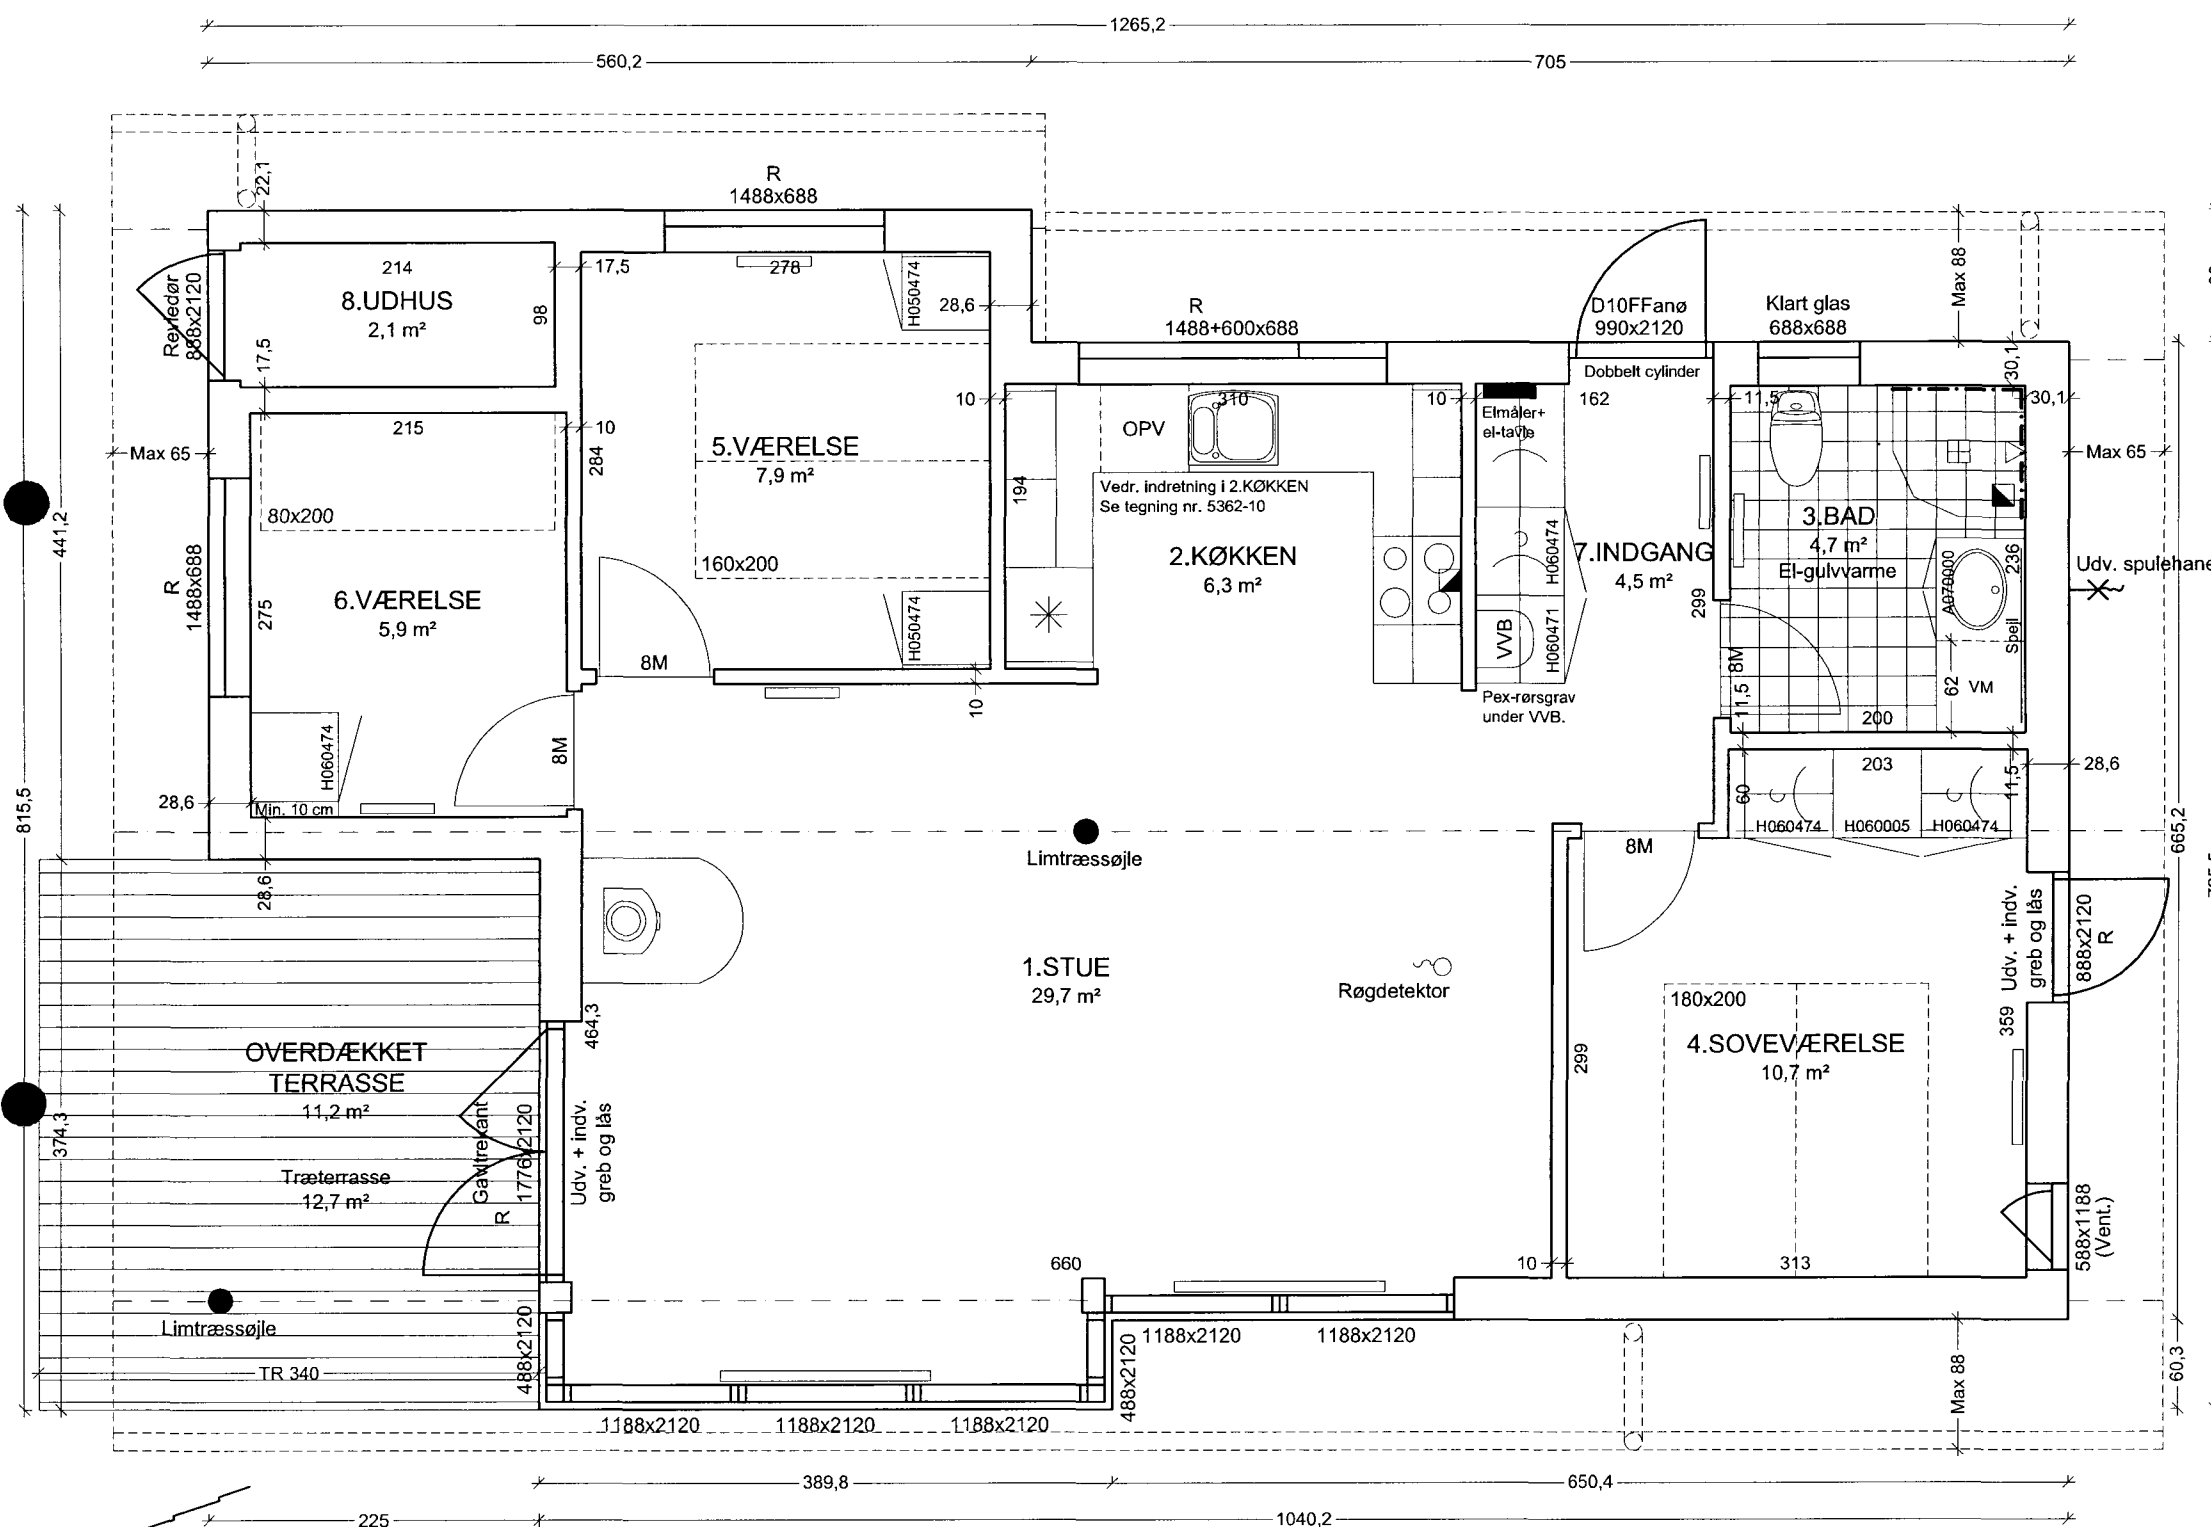 1265,2
560,2
705
22,1
R
1488x688
Max 88
Revledør
888x2120
214
8.UDHUS
2,1 m²
98
17,5
17,5
278
H050474
28,6
R
1488+600x688
D10FFanø
990x2120
Klart glas
688x688
Dobbelt cylinder
30,1
10
310
10
162
11,5
30,1
Elmåler+
el-tavle
OPV
Max 65
215
10
284
5.VÆRELSE
7,9 m²
194
Vedr. indretning i 2.KØKKEN
Se tegning nr. 5362-10
Max 65
80x200
441,2
160x200
2.KØKKEN
6,3 m²
H060474
7.INDGANG
4,5 m²
3.BAD
4,7 m²
El-gulvvarme
A070000
236
Udv. spulehane
R
1488x688
275
6.VÆRELSE
5,9 m²
H050474
VVB
H060471
299
8M
spejl
8M
10
Pex-rørsgrav
under VVB.
11,5
62
VM
200
H060474
8M
28,6
Min. 10 cm
60
203
11,5
28,6
H060474
H060005
H060474
815,5
665,2
Limtræssøjle
8M
28,6
Udv. + indv.
greb og lås
888x2120
R
1.STUE
29,7 m²
Røgdetektor
180x200
464,3
359
299
4.SOVEVÆRELSE
10,7 m²
OVERDÆKKET
TERRASSE
11,2 m²
374,3
Gavltrekant
1776x2120
R
Udv. + indv.
greb og lås
Træterrasse
12,7 m²
588x1188
(Vent.)
660
10
313
Limtræssøjle
488x2120
1188x2120
1188x2120
488x2120
TR 340
Max 88
60,3
1188x2120
1188x2120
1188x2120
389,8
650,4
225
1040,2